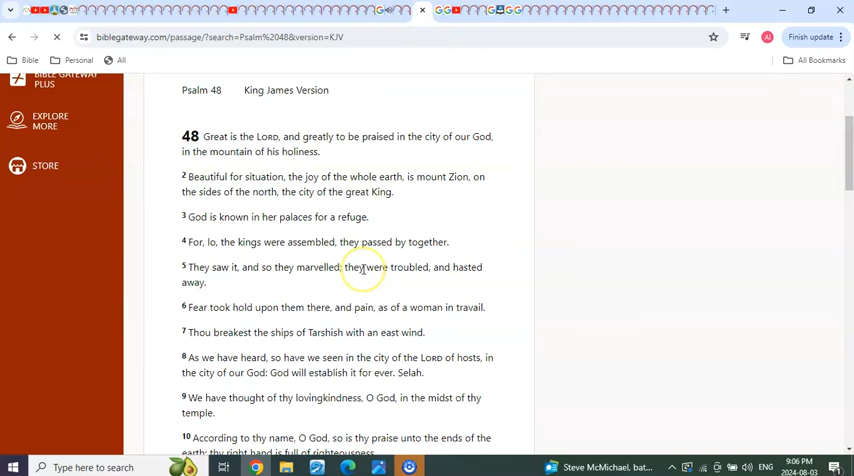 biblegateway.com/passage/?search=Psalm%2048&version=KJV
Finish update
Bible
Personal
All
All Bookmarks
BIBLE GATEWAY
PLUS
EXPLORE
MORE
STORE
Psalm 48 King James Version
48 Great is the LORD, and greatly to be praised in the city of our God,
in the mountain of his holiness.
2 Beautiful for situation, the joy of the whole earth, is mount Zion, on
the sides of the north, the city of the great King.
3 God is known in her palaces for a refuge.
4 For, lo, the kings were assembled, they passed by together.
5 They saw it, and so they marvelled; they were troubled, and hasted
away.
6 Fear took hold upon them there, and pain, as of a woman in travail.
7 Thou breakest the ships of Tarshish with an east wind.
8 As we have heard, so have we seen in the city of the LORD of hosts, in
the city of our God: God will establish it for ever. Selah.
9 We have thought of thy lovingkindness, O God, in the midst of thy
temple.
10 According to thy name, O God, so is thy praise unto the ends of the
earth: thy right hand is full of righteousness.
Type here to search
Steve McMichael, bat...
ENG
9:06 PM
2024-08-03